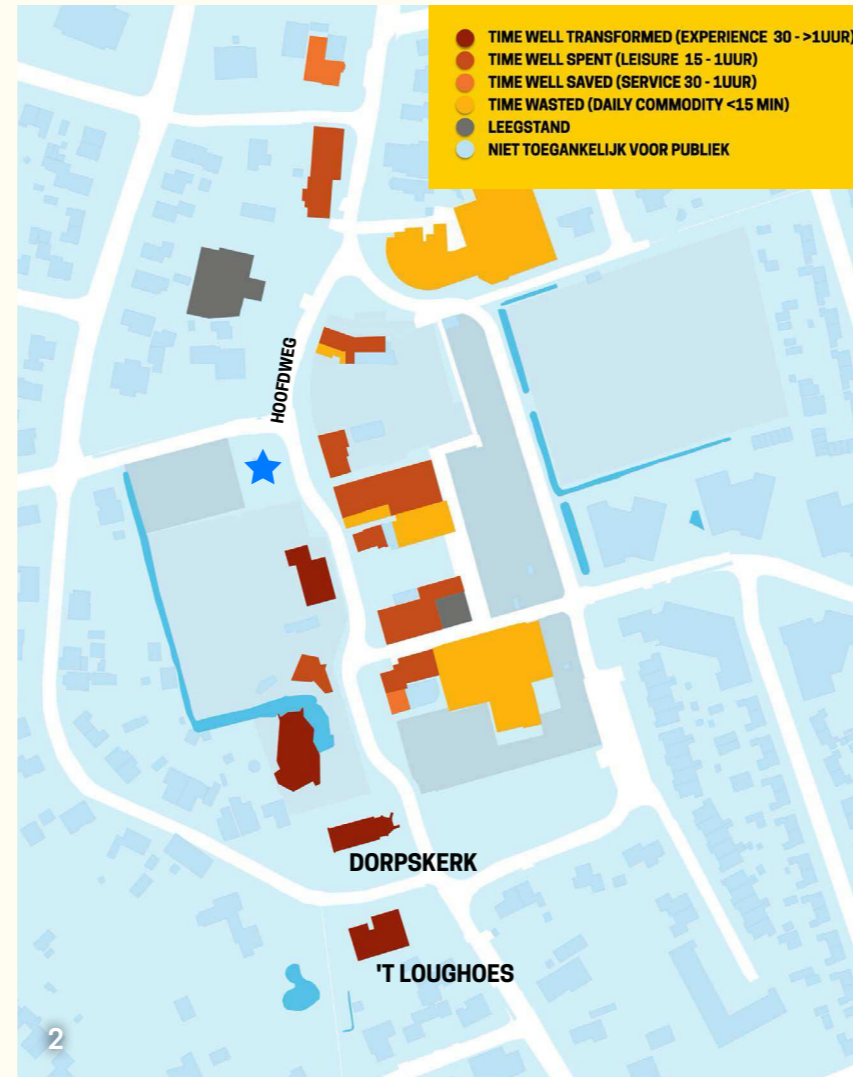 TIME WELL TRANSFORMED (EXPERIENCE 30 - >1UUR)
TIME WELL SPENT (LEISURE 15 - 1UUR)
TIME WELL SAVED (SERVICE 30 - 1UUR)
TIME WASTED (DAILY COMMODITY <15 MIN)
LEEGSTAND
NIET TOEGANKELIJK VOOR PUBLIEK
HOOFDWEG
DORPSKERK
'T LOUGHOES
2